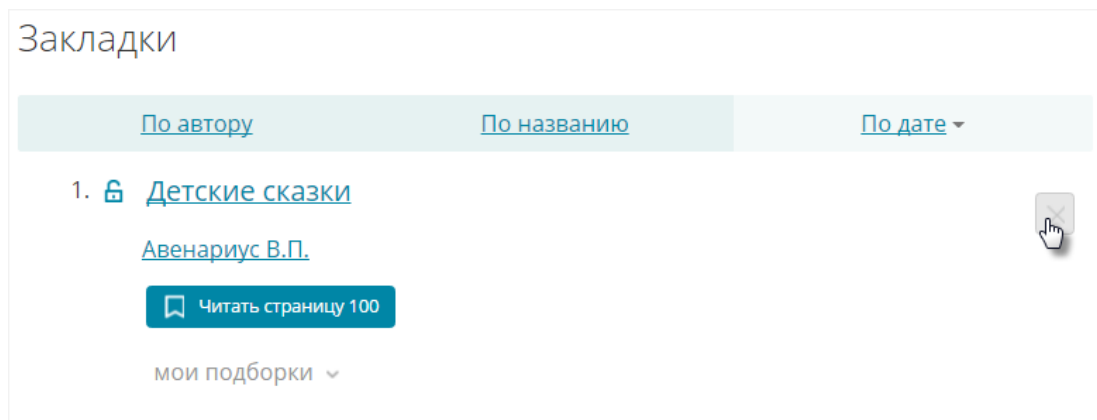 Закладки
По автору По названию По дате
1. Детские сказки
Авенариус В.П.
Читать страницу 100
мои подборки